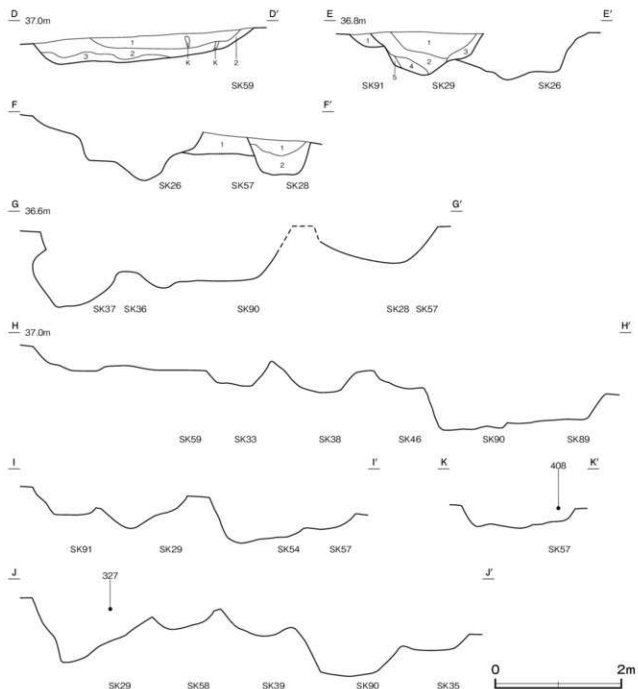 D D′ E E′
37.0m 36.8m
1 1 1
3 2 K K 2 2 3
5 4
SK59 SK91 SK29 SK26
F F′
1 1
2
SK26 SK57 SK28
G G′
36.6m
SK37 SK36 SK90 SK28 SK57
H H′
37.0m
SK59 SK33 SK38 SK46 SK90 SK89
I I′ K K′
408
SK91 SK29 SK54 SK57 SK57
J J′
327
SK29 SK58 SK39 SK90 SK35
0 2m